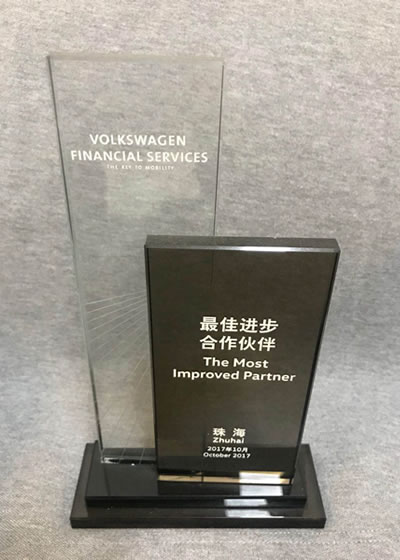 VOLKSWAGEN
FINANCIAL SERVICES
THE KEY TO MOBILITY
最佳进步
合作伙伴
The Most
Improved Partner
珠海
Zhuhai
2017年10月
October 2017